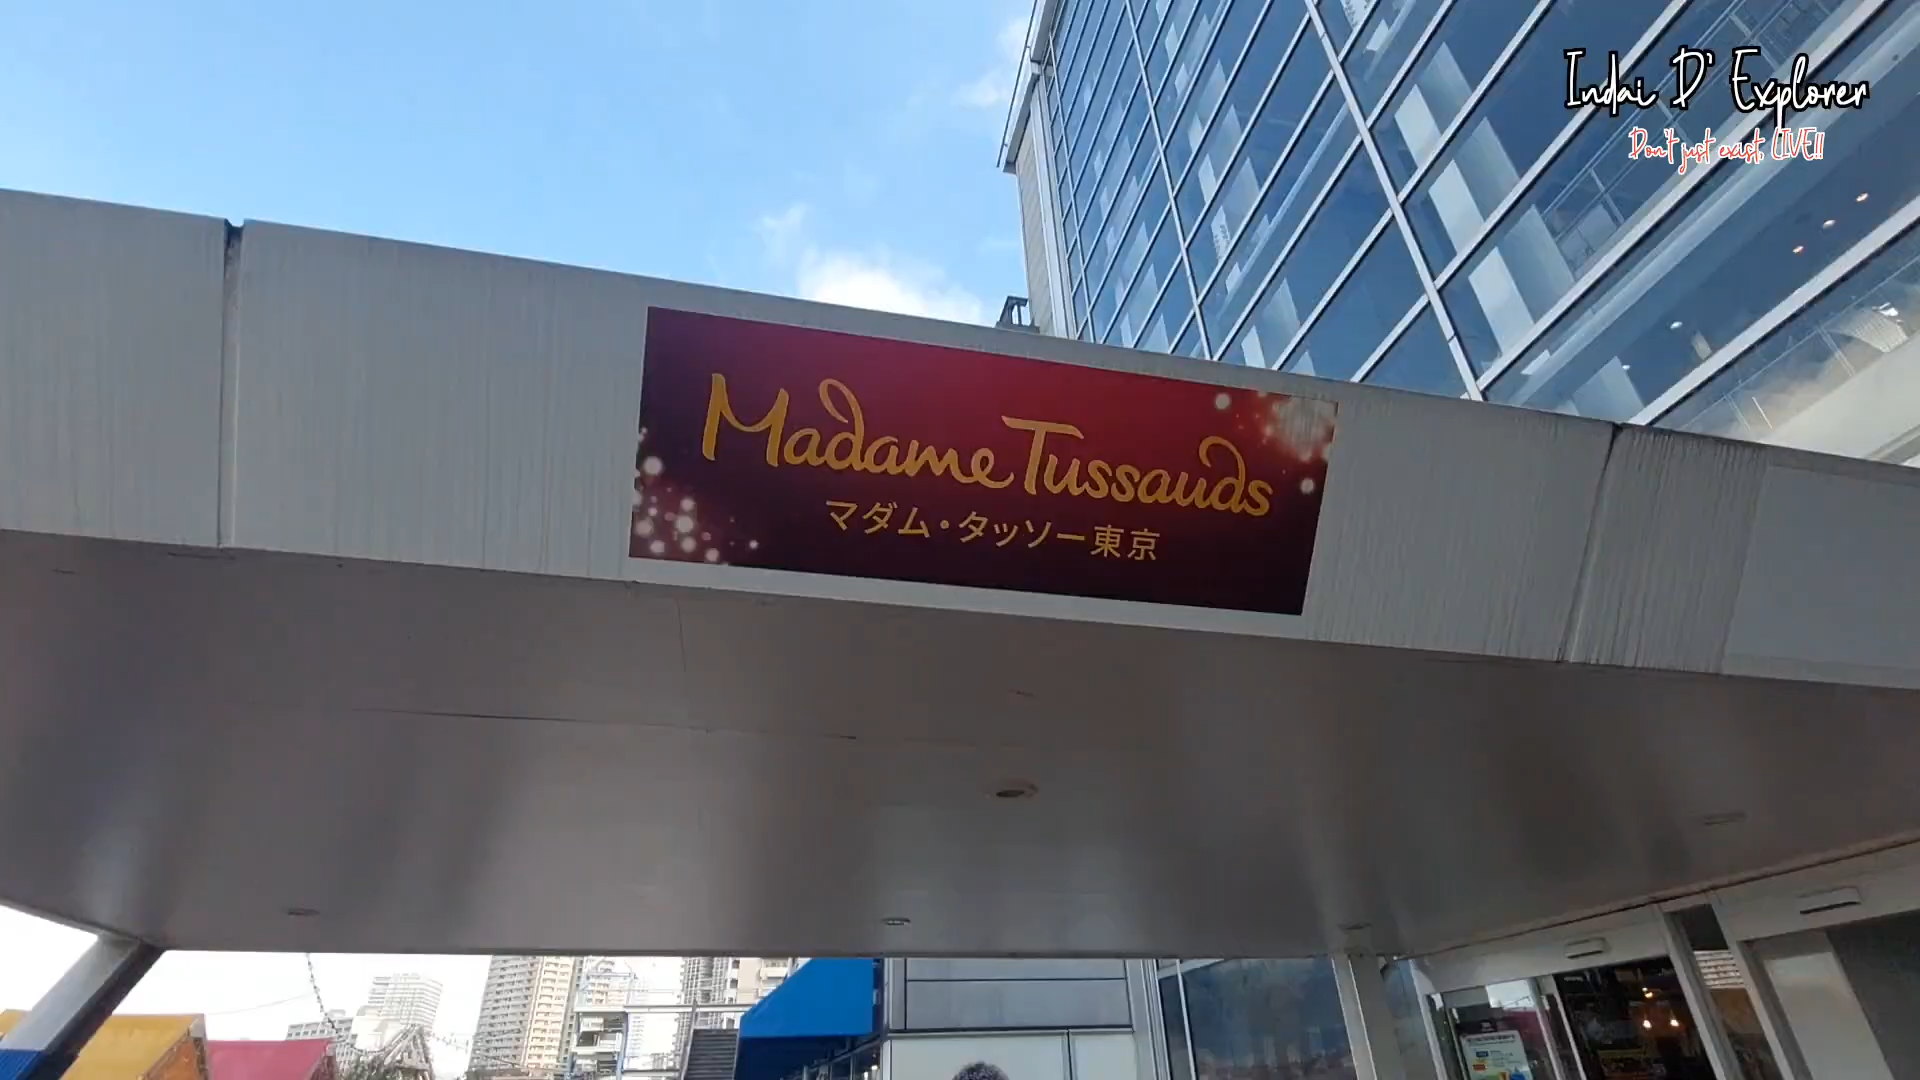 Indai D' Explorer
Don't just exist, LIVE!!
Madame Tussauds
マダム・タッソー東京